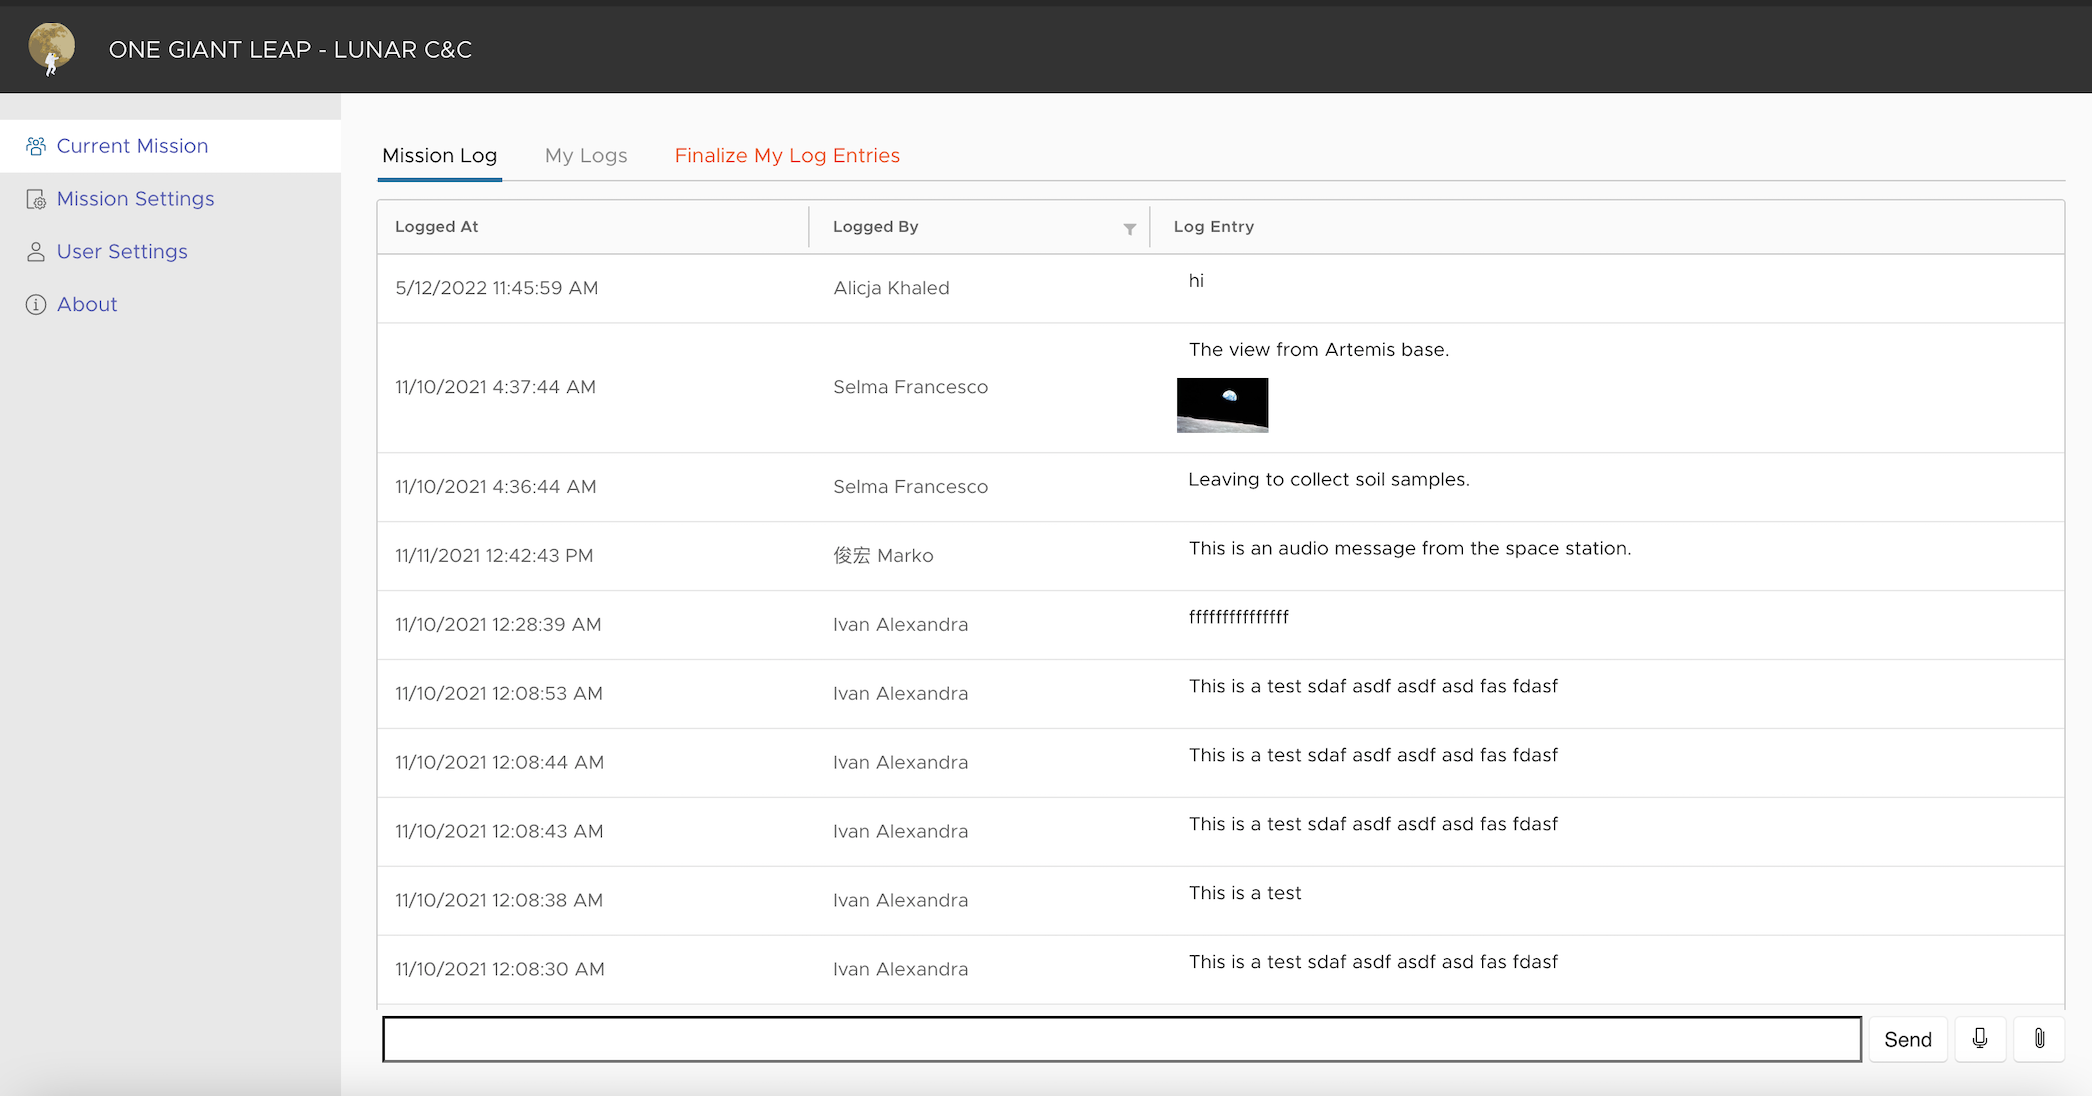 ONE GIANT LEAP - LUNAR C&C
Current Mission
Mission Settings
User Settings
About
Mission Log My Logs Finalize My Log Entries
Logged At Logged By Log Entry
5/12/2022 11:45:59 AM Alicja Khaled hi
11/10/2021 4:37:44 AM Selma Francesco The view from Artemis base.
11/10/2021 4:36:44 AM Selma Francesco Leaving to collect soil samples.
11/11/2021 12:42:43 PM 俊宏 Marko This is an audio message from the space station.
11/10/2021 12:28:39 AM Ivan Alexandra fffffffffffffff
11/10/2021 12:08:53 AM Ivan Alexandra This is a test sdaf asdf asdf asd fas fdasf
11/10/2021 12:08:44 AM Ivan Alexandra This is a test sdaf asdf asdf asd fas fdasf
11/10/2021 12:08:43 AM Ivan Alexandra This is a test sdaf asdf asdf asd fas fdasf
11/10/2021 12:08:38 AM Ivan Alexandra This is a test
11/10/2021 12:08:30 AM Ivan Alexandra This is a test sdaf asdf asdf asd fas fdasf
Send